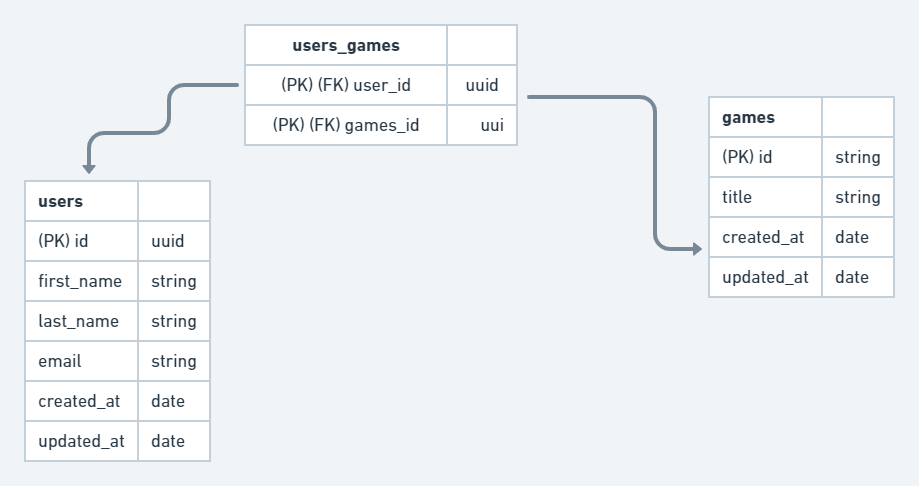 users_games
(PK) (FK) user_id uuid
(PK) (FK) games_id uui
users
(PK) id uuid
first_name string
last_name string
email string
created_at date
updated_at date
games
(PK) id string
title string
created_at date
updated_at date